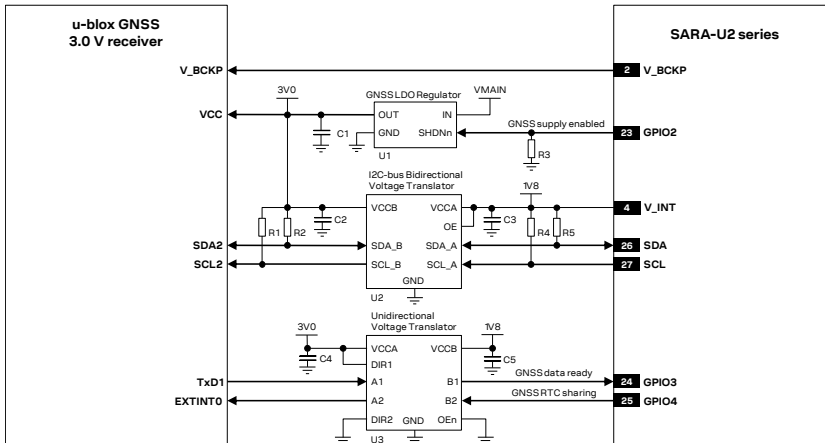 u-blox GNSS
3.0 V receiver
SARA-U2 series
V_BCKP
2 V_BCKP
3V0
GNSS LDO Regulator
VMAIN
VCC
OUT
IN
GNSS supply enabled
C1
GND
SHDNn
23 GPIO2
U1
R3
I2C-bus Bidirectional
Voltage Translator
1V8
VCCB
VCCA
4 V_INT
R1
R2
C2
OE
C3
R4
R5
SDA2
SDA_B
SDA_A
26 SDA
SCL2
SCL_B
SCL_A
27 SCL
GND
U2
Unidirectional
Voltage Translator
3V0
1V8
VCCA
VCCB
C4
DIR1
C5
GNSS data ready
TxD1
A1
B1
24 GPIO3
GNSS RTC sharing
EXTINT0
A2
B2
25 GPIO4
DIR2
GND
OEn
U3